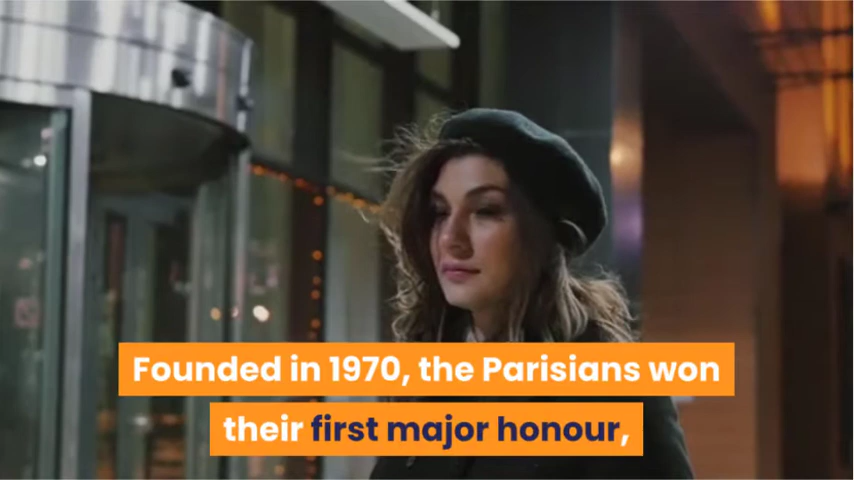 Founded in 1970, the Parisians won
their first major honour,